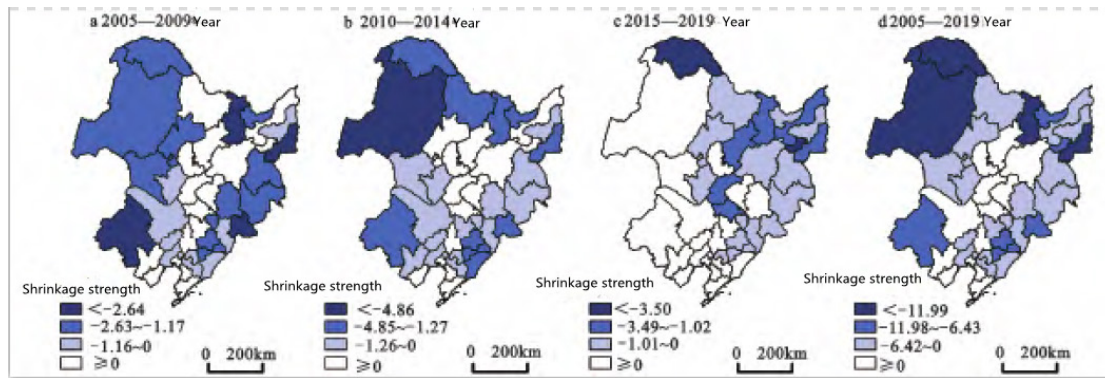 a 2005—2009 Year
b 2010—2014 Year
c 2015—2019 Year
d 2005—2019 Year
Shrinkage strength
<-2.64
-2.63~-1.17
-1.16~0
≥0
0 200km
Shrinkage strength
<-4.86
-4.85~-1.27
-1.26~0
≥0
0 200km
Shrinkage strength
<-3.50
-3.49~-1.02
-1.01~0
≥0
0 200km
Shrinkage strength
<-11.99
-11.98~-6.43
-6.42~0
≥0
0 200km